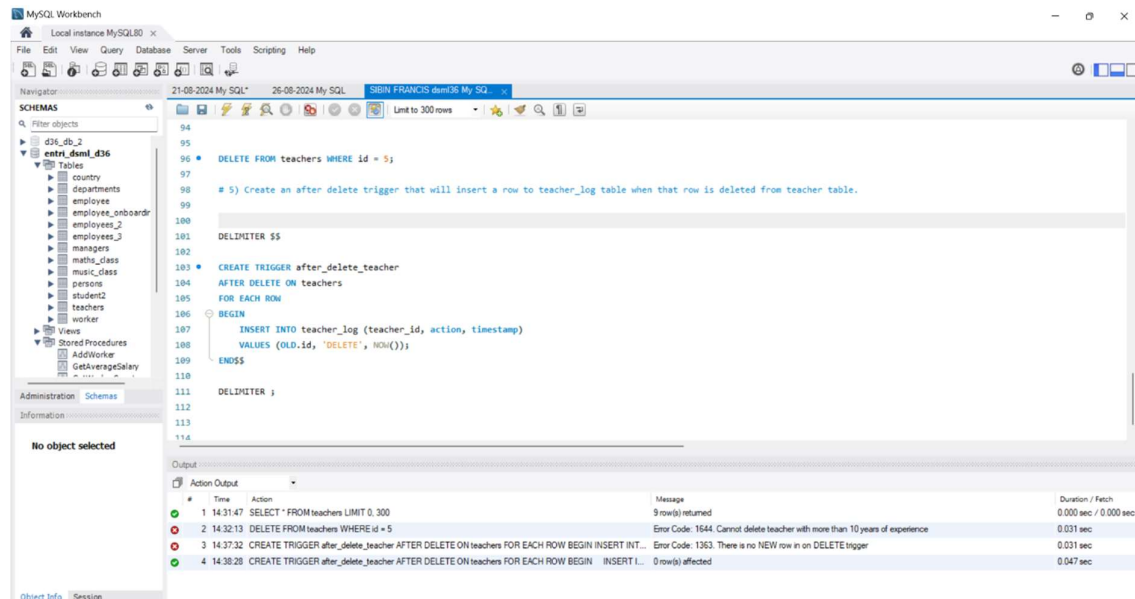 MySQL Workbench
Local instance MySQL80
File Edit View Query Database Server Tools Scripting Help
Navigator
21-08-2024 My SQL* 26-08-2024 My SQL SIBIN FRANCIS dsml36 My SQ...
SCHEMAS
Limit to 300 rows
Filter objects
d36_db_2
entri_dsml_d36
Tables
country
departments
employee
employee_onboardir
employees_2
employees_3
managers
maths_class
music_class
persons
student2
teachers
worker
Views
Stored Procedures
AddWorker
GetAverageSalary
Administration Schemas
Information
No object selected
Object Info Session
94
95
96 DELETE FROM teachers WHERE id = 5;
97
98 # 5) Create an after delete trigger that will insert a row to teacher_log table when that row is deleted from teacher table.
99
100
101 DELIMITER $$
102
103 CREATE TRIGGER after_delete_teacher
104 AFTER DELETE ON teachers
105 FOR EACH ROW
106 BEGIN
107 INSERT INTO teacher_log (teacher_id, action, timestamp)
108 VALUES (OLD.id, 'DELETE', NOW());
109 END$$
110
111 DELIMITER ;
112
113
114
Output
Action Output
# Time Action Message Duration / Fetch
1 14:31:47 SELECT * FROM teachers LIMIT 0, 300 9 row(s) returned 0.000 sec / 0.000 sec
2 14:32:13 DELETE FROM teachers WHERE id = 5 Error Code: 1644. Cannot delete teacher with more than 10 years of experience 0.031 sec
3 14:37:32 CREATE TRIGGER after_delete_teacher AFTER DELETE ON teachers FOR EACH ROW BEGIN INSERT INT... Error Code: 1363. There is no NEW row in on DELETE trigger 0.031 sec
4 14:38:28 CREATE TRIGGER after_delete_teacher AFTER DELETE ON teachers FOR EACH ROW BEGIN INSERT I... 0 row(s) affected 0.047 sec